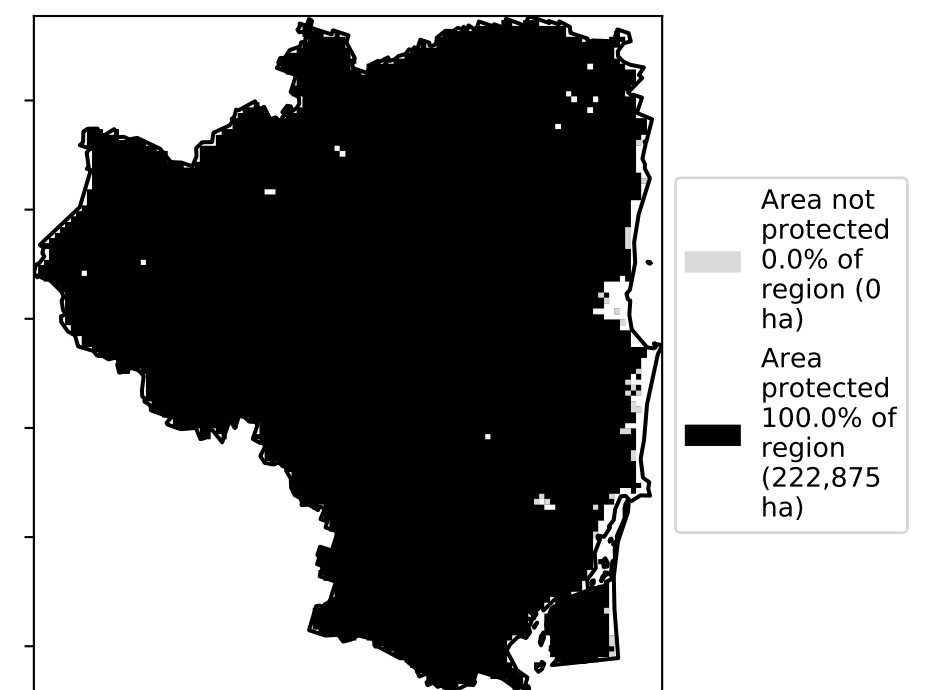 Area not
protected
0.0% of
region (0
ha)
Area
protected
100.0% of
region
(222,875
ha)